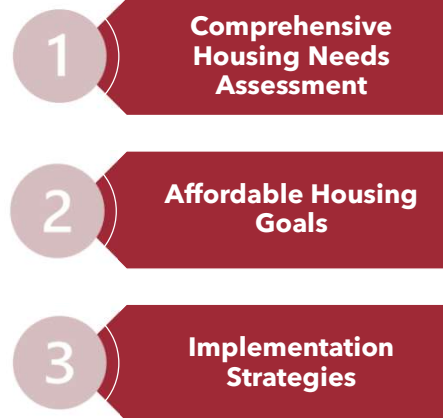 1
Comprehensive
Housing Needs
Assessment
2
Affordable Housing
Goals
3
Implementation
Strategies